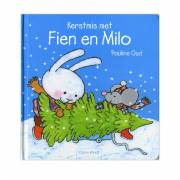 Kerstmis met
Fien en Milo
Pauline Oud